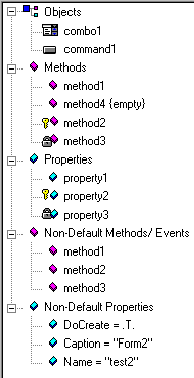 Objects
combo1
command1
Methods
method1
method4 {empty}
method2
method3
Properties
property1
property2
property3
Non-Default Methods/ Events
method1
method2
method3
Non-Default Properties
DoCreate = .T.
Caption = "Form2"
Name = "test2"